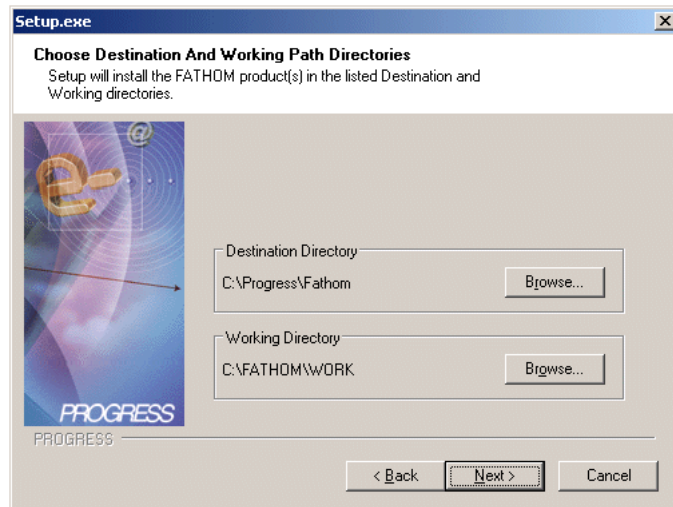 Setup.exe
Choose Destination And Working Path Directories
Setup will install the FATHOM product(s) in the listed Destination and
Working directories.
@
e-
Destination Directory
C:\Progress\Fathom
Browse...
Working Directory
C:\FATHOM\WORK
Browse...
PROGRESS
PROGRESS
< Back
Next >
Cancel